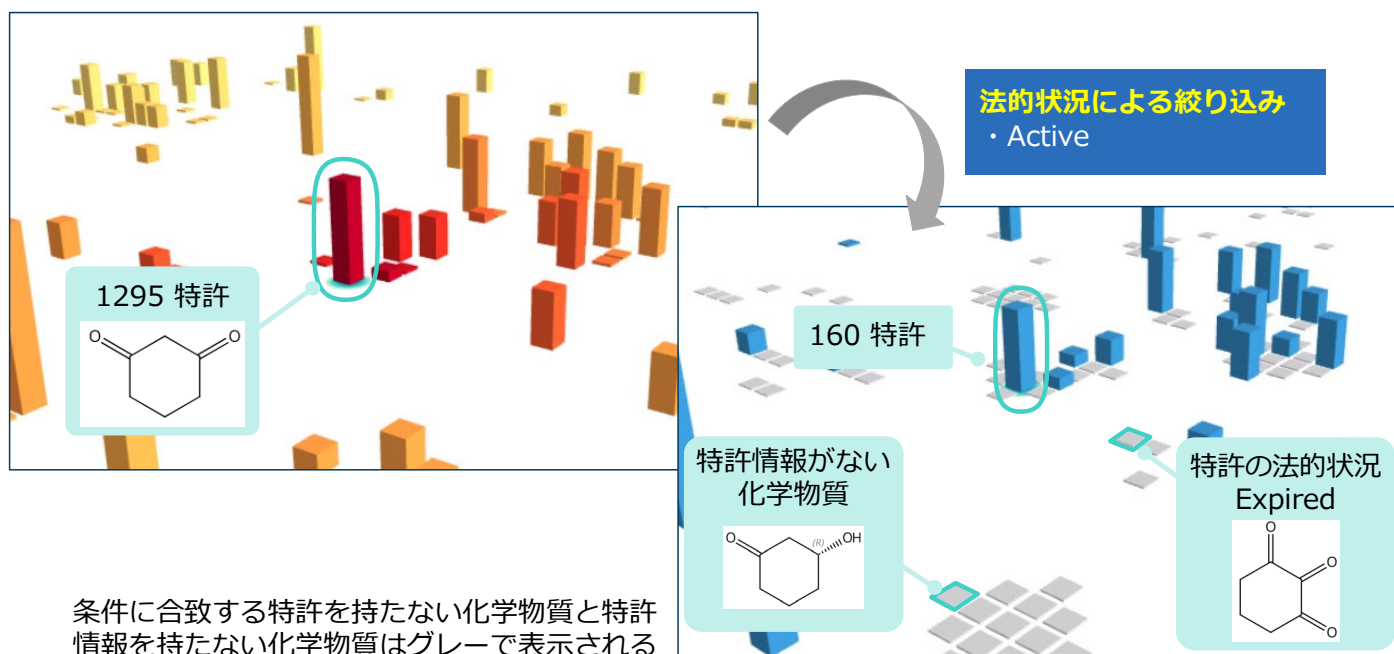 法的状況による絞り込み
・Active
1295 特許
O
O
160 特許
特許情報がない
化学物質
O
(R)
OH
特許の法的状況
Expired
O
O
O
条件に合致する特許を持たない化学物質と特許
情報を持たない化学物質はグレーで表示される